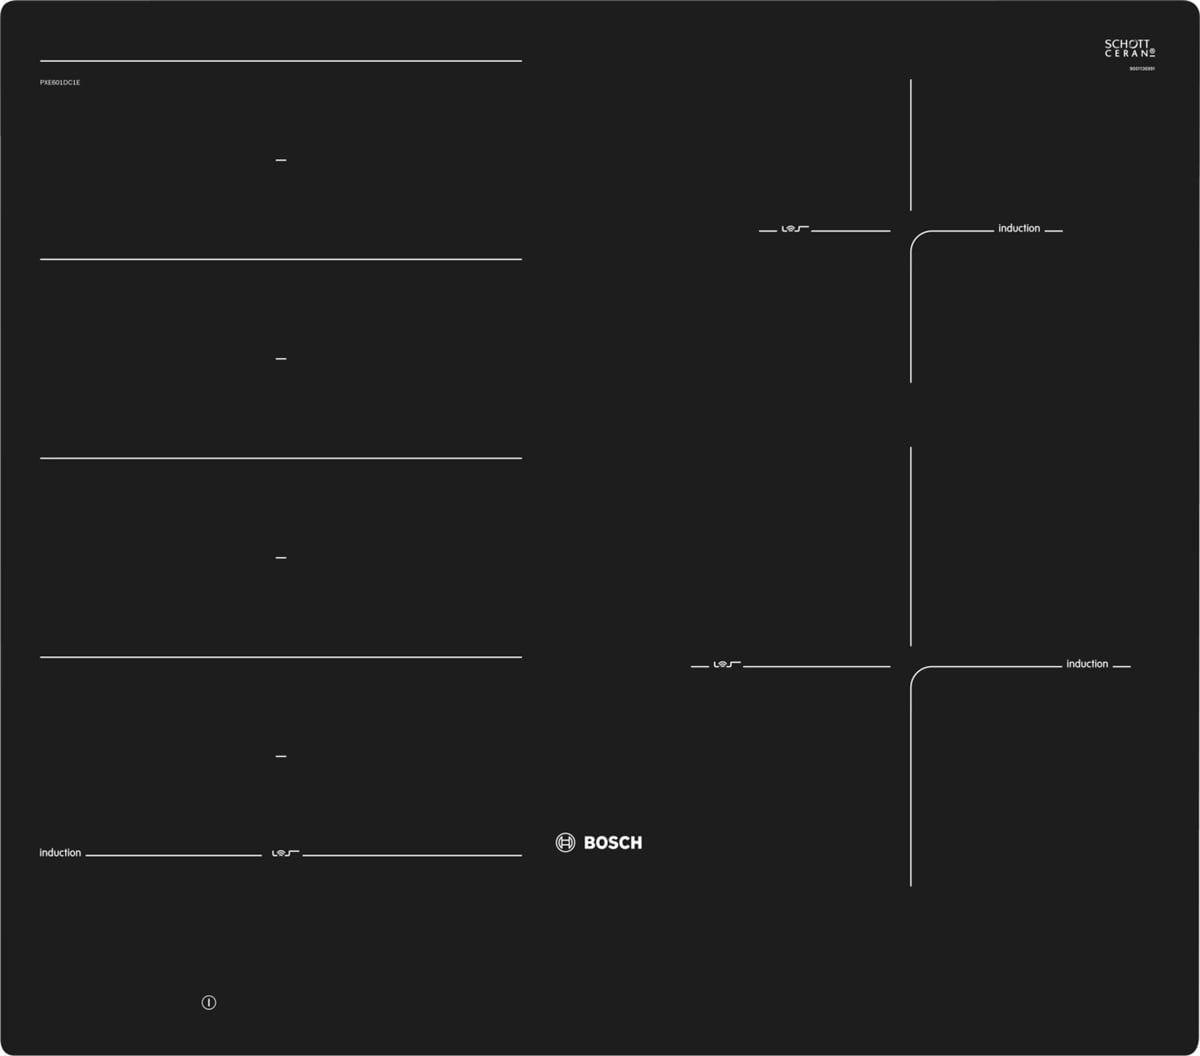 SCHOTT
CERAN®
PXE601DC1E
induction
induction
induction
BOSCH